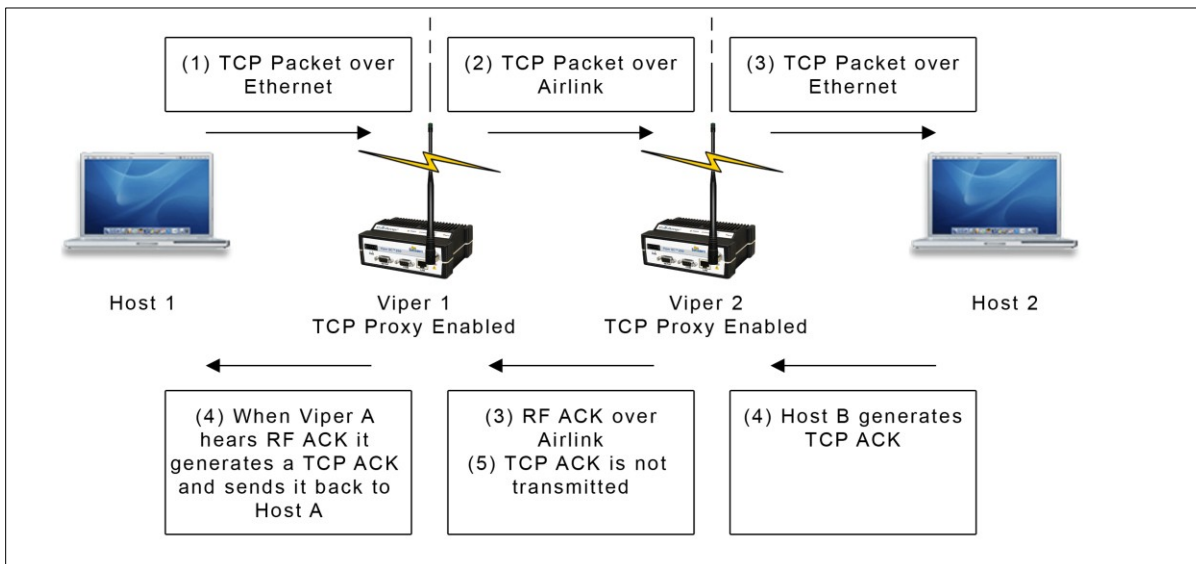 (1) TCP Packet over
Ethernet
(2) TCP Packet over
Airlink
(3) TCP Packet over
Ethernet
Host 1
Viper 1
TCP Proxy Enabled
Viper 2
TCP Proxy Enabled
Host 2
(4) When Viper A
hears RF ACK it
generates a TCP ACK
and sends it back to
Host A
(3) RF ACK over
Airlink
(5) TCP ACK is not
transmitted
(4) Host B generates
TCP ACK